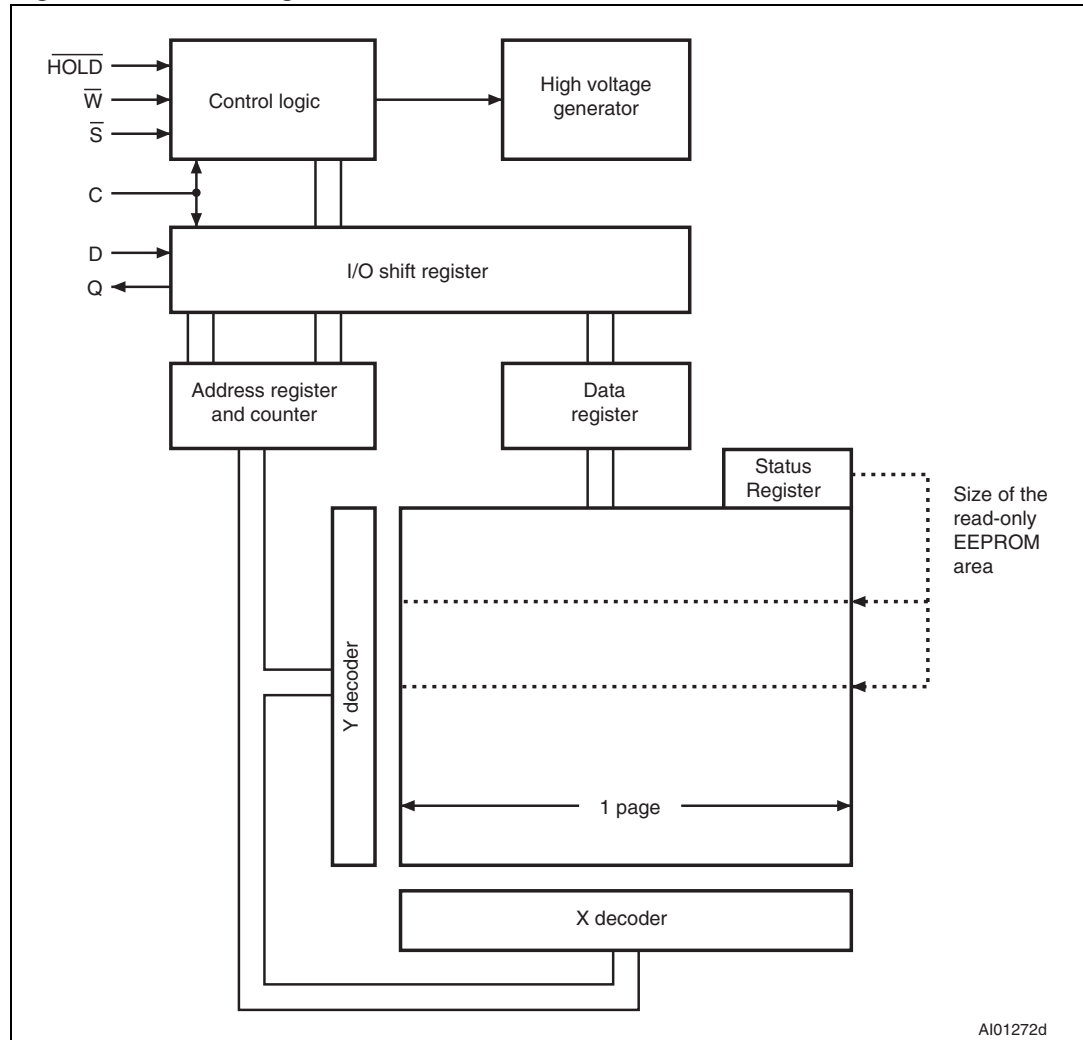 HOLD
W
S
C
D
Q
Control logic
High voltage
generator
I/O shift register
Address register
and counter
Data
register
Status
Register
Size of the
read-only
EEPROM
area
Y decoder
1 page
X decoder
AI01272d